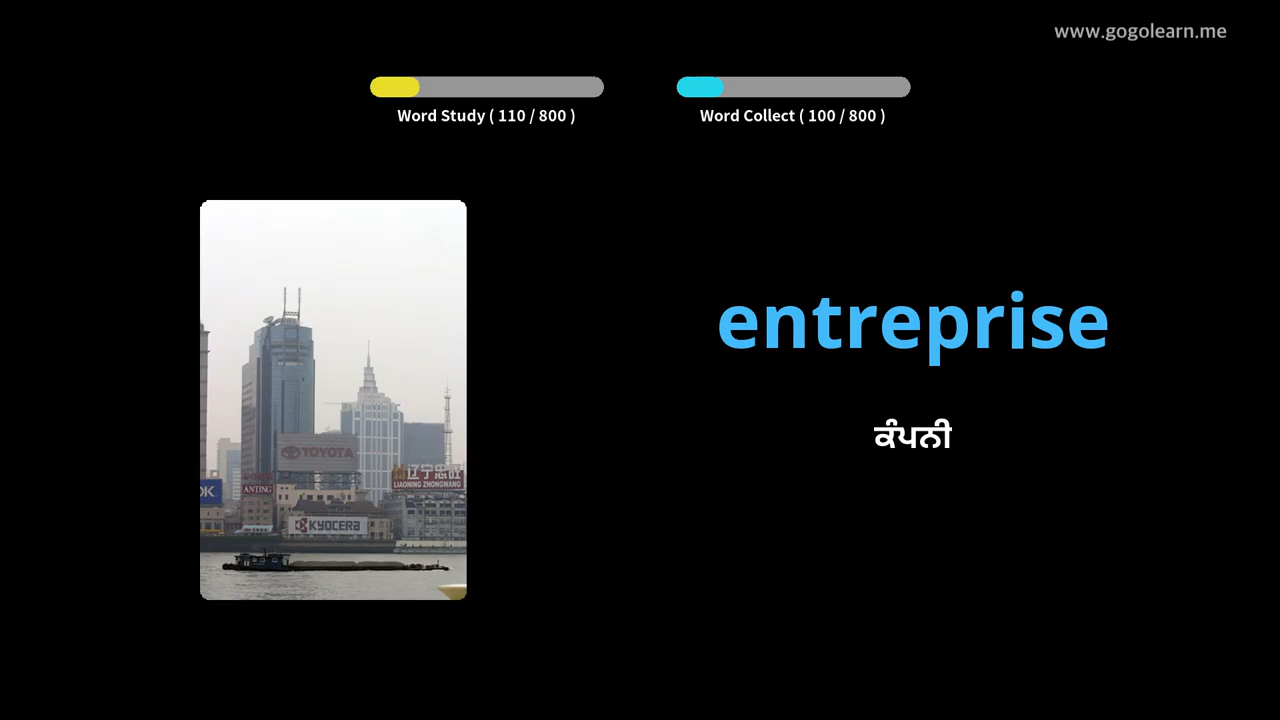 www.gogolearn.me
Word Study ( 110 / 800 )
Word Collect ( 100 / 800 )
entreprise
ਕੰਪਨੀ
TOYOTA
辽宁忠旺
LIAONING ZHONGWANG
OK
ANTING
KYOCERA